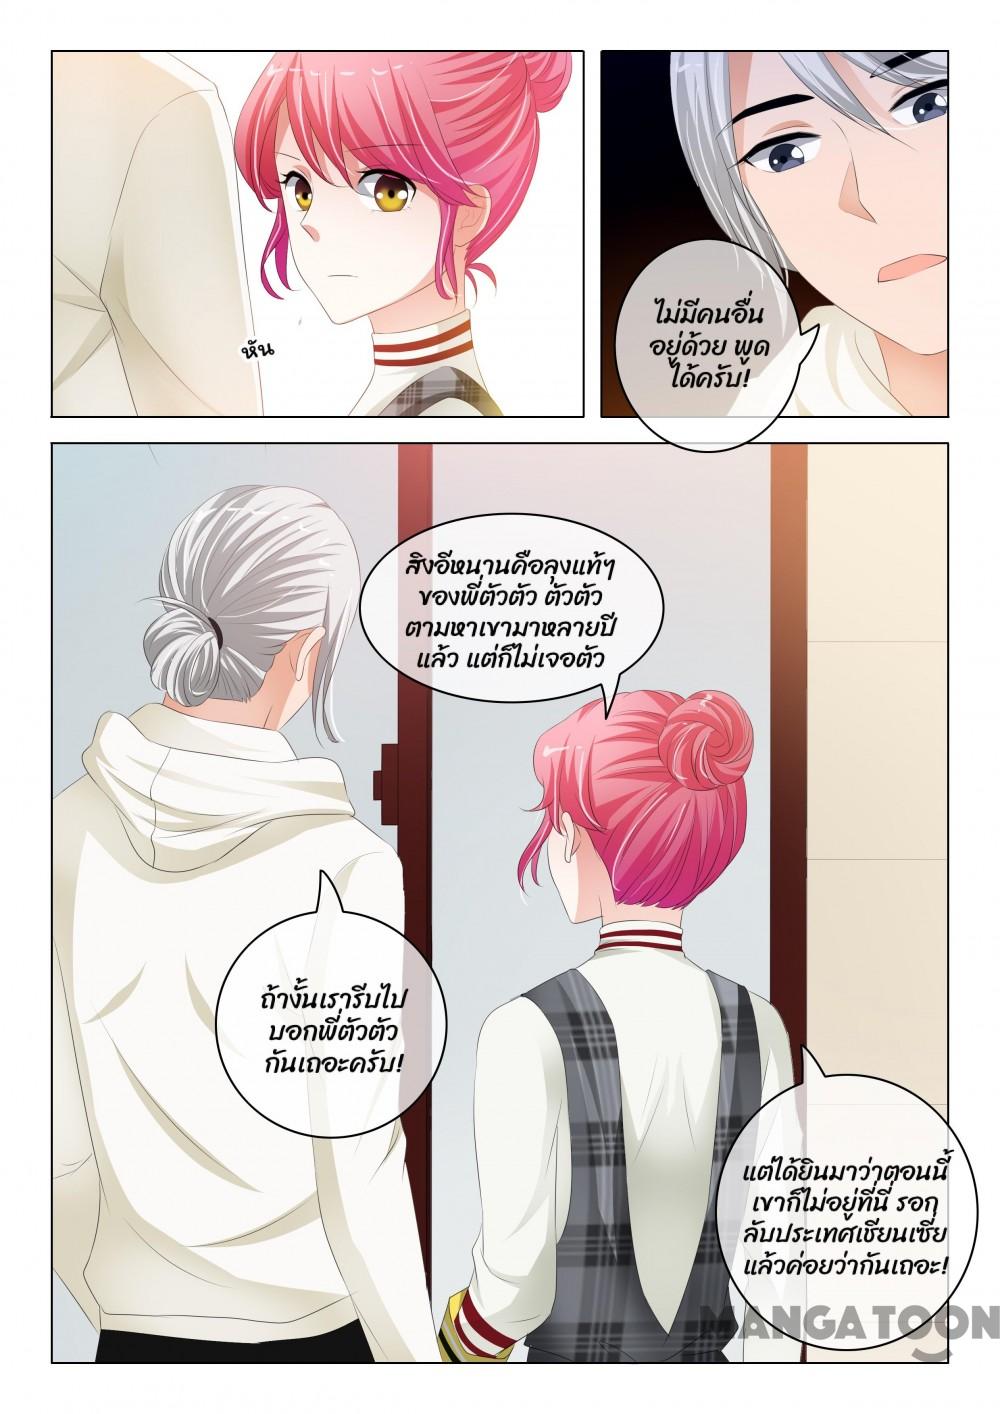 หัน
ไม่มีคนอื่น
อยู่ด้วย พูด
ได้ครับ!
สิงอีหนานคือลุงแท้ๆ
ของพี่ตัวตัว ตัวตัว
ตามหาเขามาหลายปี
แล้ว แต่ก็ไม่เจอตัว
ถ้างั้นเรารีบไป
บอกพี่ตัวตัว
กันเถอะครับ!
แต่ได้ยินมาว่าตอนนี้
เขาก็ไม่อยู่ที่นี่ รอก
ลับประเทศเชียนเซี่ย
แล้วค่อยว่ากันเถอะ!
MANGATOON